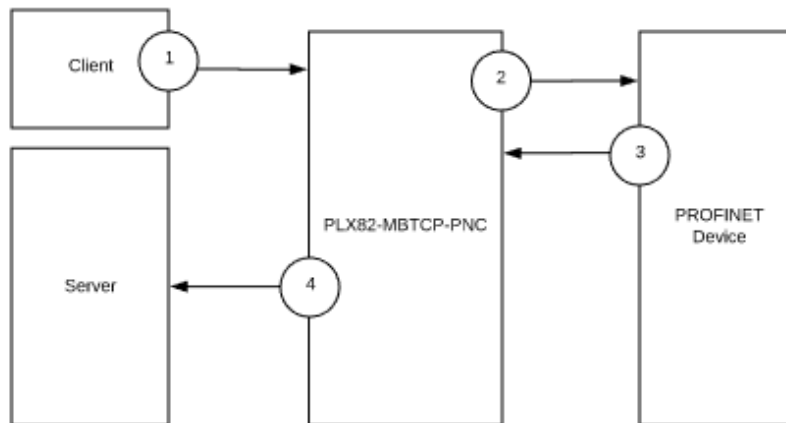 Client
1
2
3
PLX82-MBTCP-PNC
PROFINET
Device
Server
4